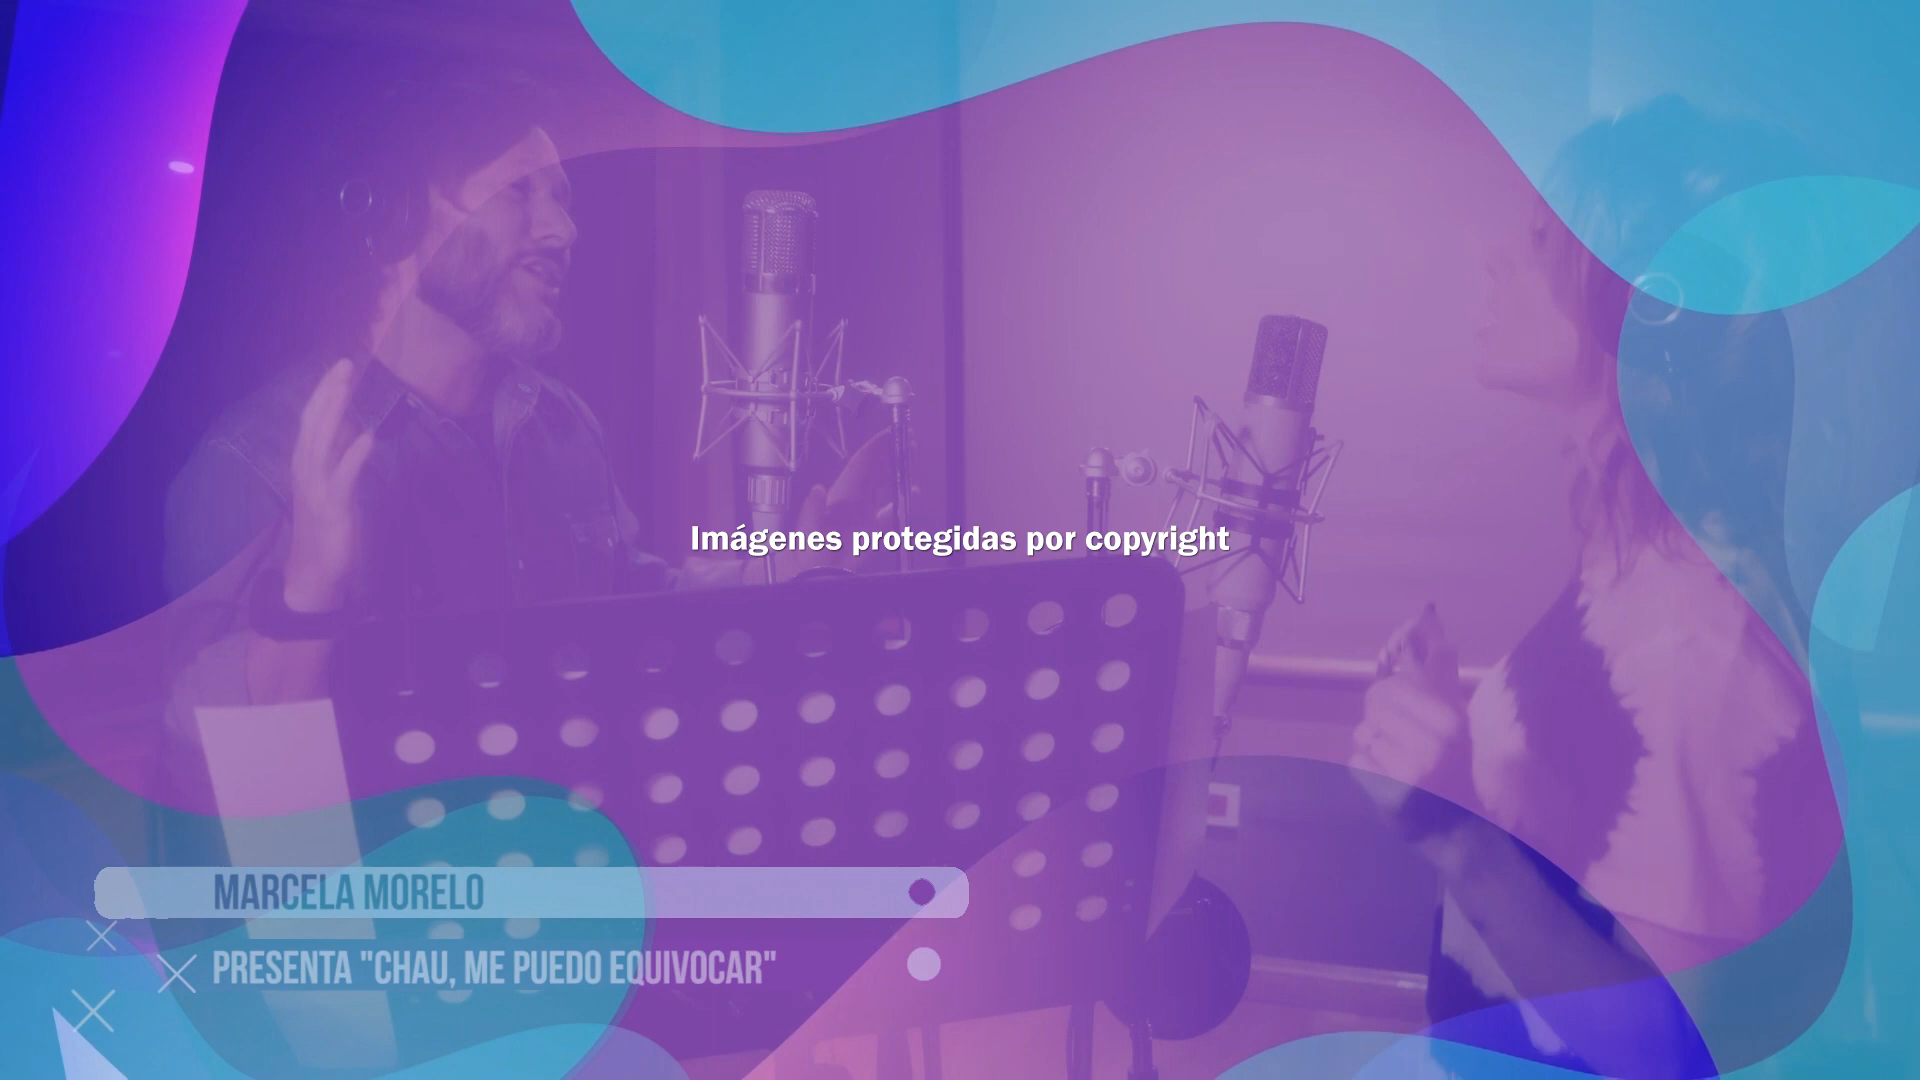 Imágenes protegidas por copyright
MARCELA MORELO
PRESENTA "CHAU, ME PUEDO EQUIVOCAR"